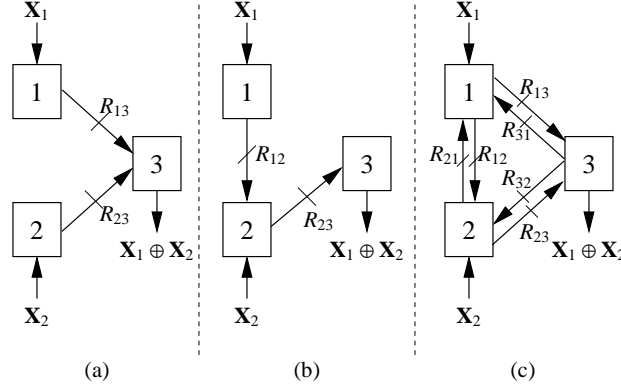 X₁
1
R₁₃
3
R₂₃
2
X₁ ⊕ X₂
X₂
(a)
X₁
1
R₁₂
3
R₂₃
2
X₁ ⊕ X₂
X₂
(b)
X₁
1
R₁₃
R₃₁
R₂₁
R₁₂
3
R₃₂
R₂₃
2
X₁ ⊕ X₂
X₂
(c)